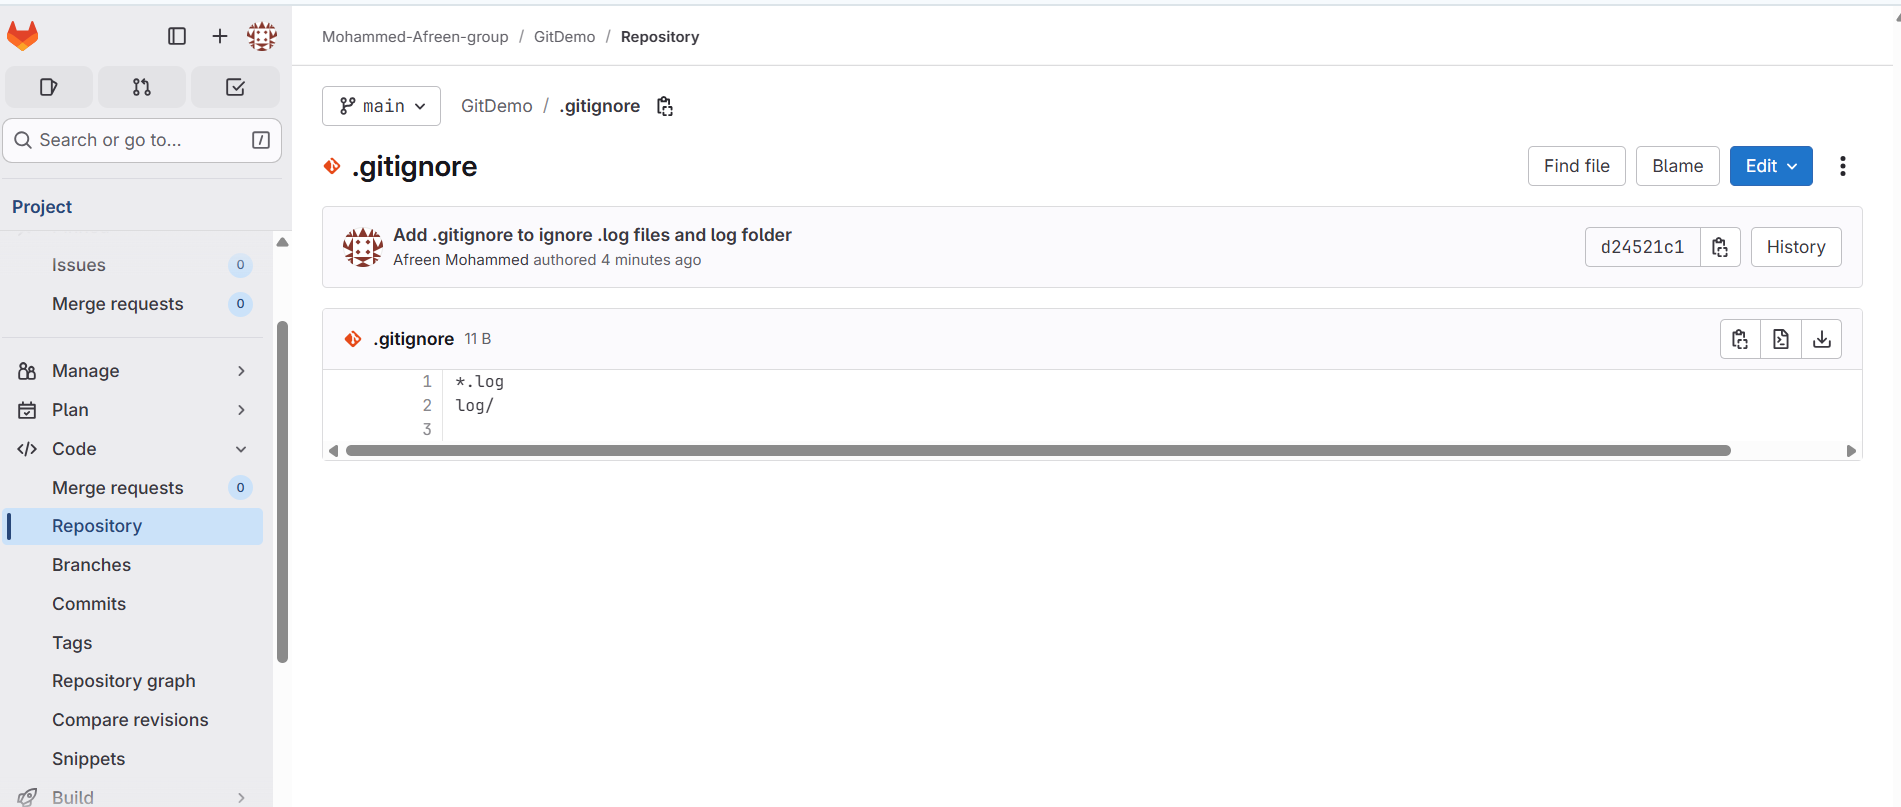 Mohammed-Afreen-group / GitDemo / Repository
Search or go to... /
Project
Issues 0
Merge requests 0
Manage
Plan
Code
Merge requests 0
Repository
Branches
Commits
Tags
Repository graph
Compare revisions
Snippets
Build
main
GitDemo / .gitignore
.gitignore
Find file
Blame
Edit
Add .gitignore to ignore .log files and log folder
Afreen Mohammed authored 4 minutes ago
d24521c1
History
.gitignore 11 B
1 *.log
2 log/
3